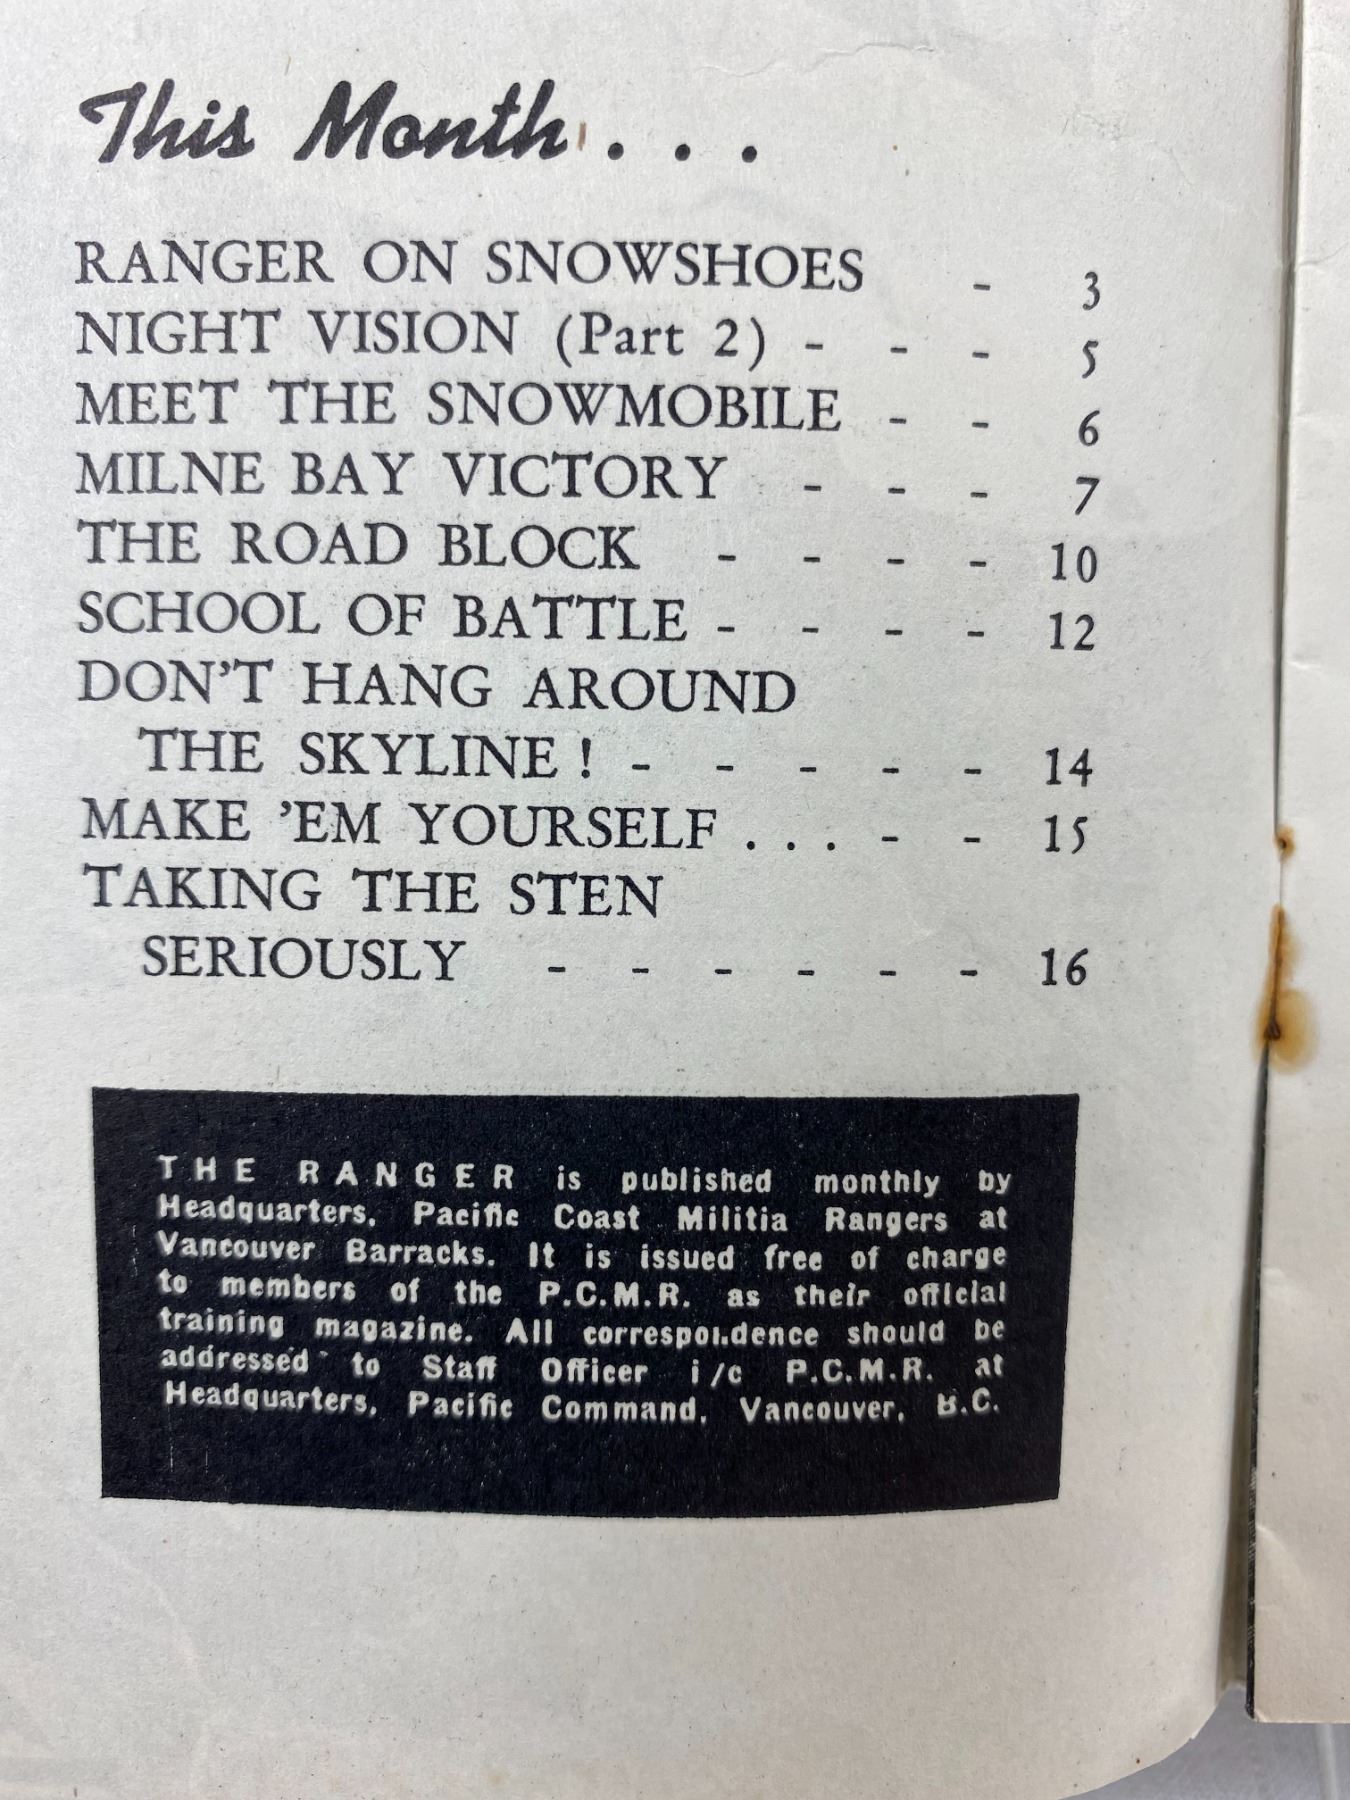 This Month . . .
RANGER ON SNOWSHOES - 3
NIGHT VISION (Part 2) - - - 5
MEET THE SNOWMOBILE - - 6
MILNE BAY VICTORY - - - 7
THE ROAD BLOCK - - - - 10
SCHOOL OF BATTLE - - - - 12
DON'T HANG AROUND
THE SKYLINE ! - - - - - 14
MAKE 'EM YOURSELF . . . - - 15
TAKING THE STEN
SERIOUSLY - - - - - - 16
THE RANGER is published monthly by
Headquarters, Pacific Coast Militia Rangers at
Vancouver Barracks. It is issued free of charge
to members of the P.C.M.R. as their official
training magazine. All correspondence should be
addressed to Staff Officer i/c P.C.M.R. at
Headquarters, Pacific Command, Vancouver, B.C.